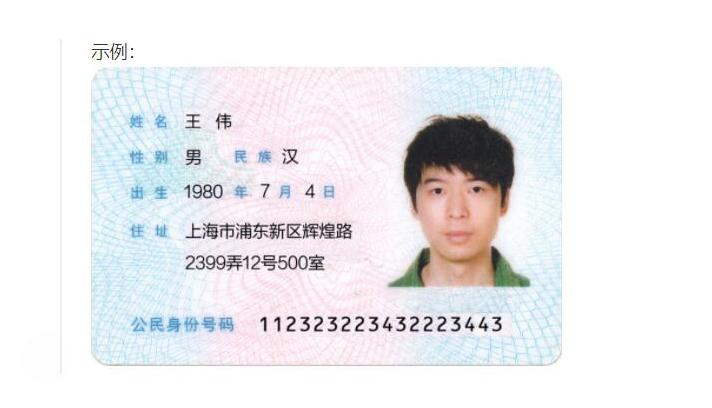 示例：
姓名 王 伟
性别 男 民族 汉
出生 1980 年 7 月 4 日
住址 上海市浦东新区辉煌路
2399弄12号500室
公民身份号码 112323223432223443